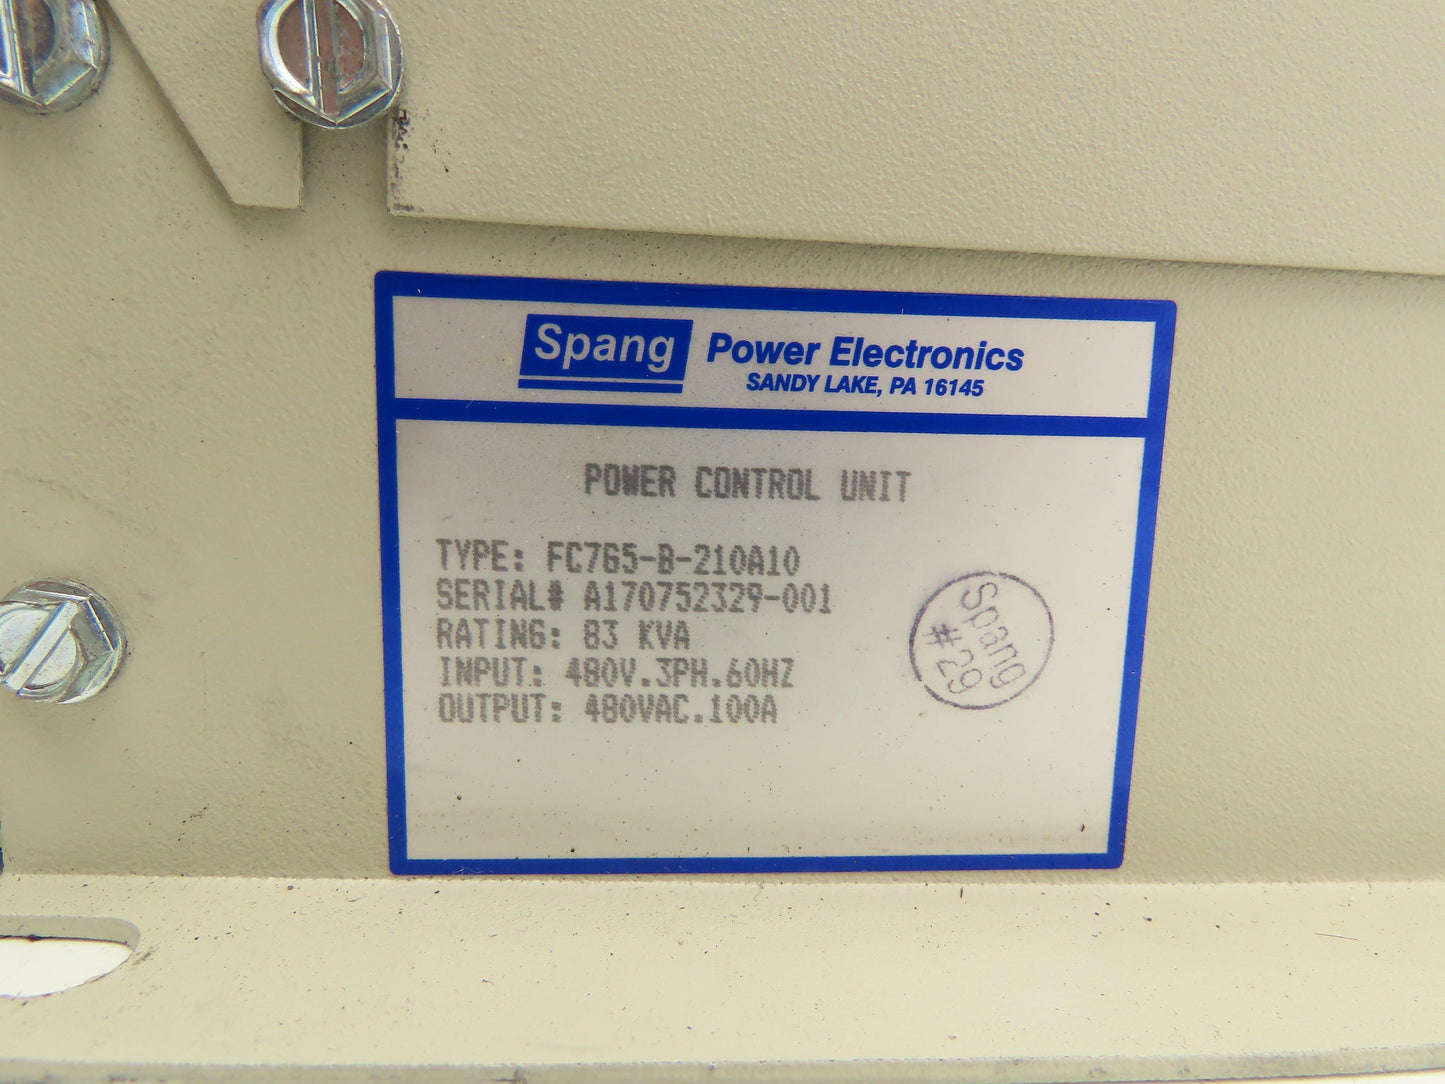 Spang Power Electronics
SANDY LAKE, PA 16145
POWER CONTROL UNIT
TYPE: FC7G5-B-210A10
SERIAL# A170752329-001
RATING: 83 KVA
INPUT: 480V.3PH.60HZ
OUTPUT: 480VAC.100A
Spang
#29